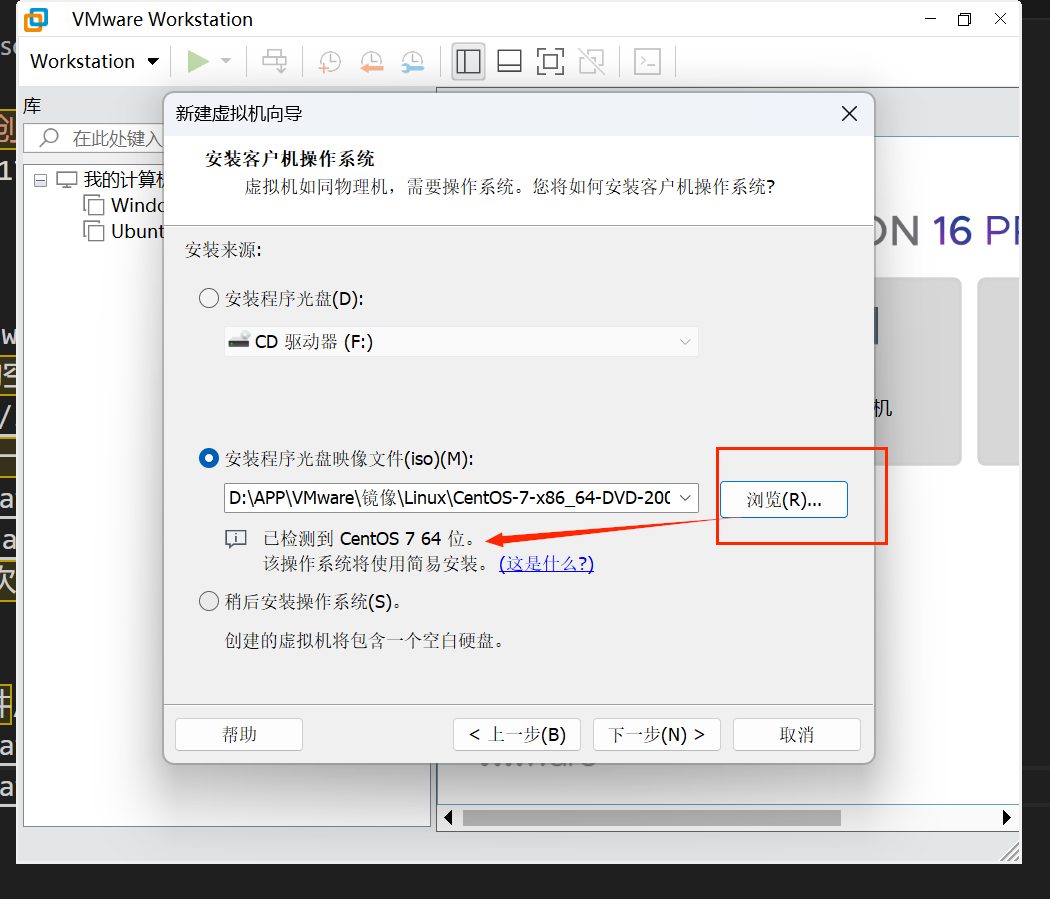 VMware Workstation
Workstation
库
在此处键入
我的计算机
Windo
Ubunt
新建虚拟机向导
安装客户机操作系统
虚拟机如同物理机，需要操作系统。您将如何安装客户机操作系统?
安装来源:
安装程序光盘(D):
CD 驱动器 (F:)
安装程序光盘映像文件(iso)(M):
D:\APP\VMware\镜像\Linux\CentOS-7-x86_64-DVD-200
浏览(R)...
已检测到 CentOS 7 64 位。
该操作系统将使用简易安装。 (这是什么?)
稍后安装操作系统(S)。
创建的虚拟机将包含一个空白硬盘。
帮助
< 上一步(B)
下一步(N) >
取消
ON 16 P
机